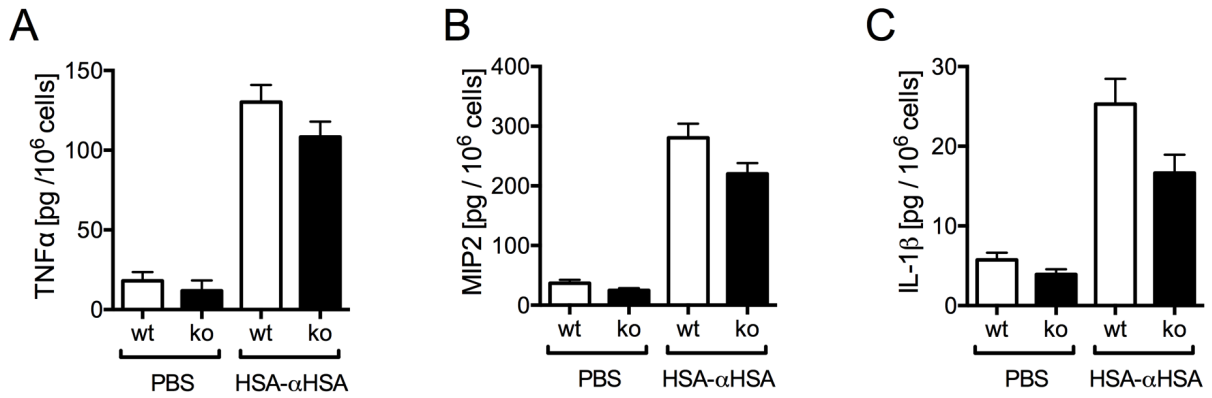 A
TNFα [pg /10⁶ cells]
150
100
50
0
wt ko wt ko
PBS HSA-αHSA
B
MIP2 [pg / 10⁶ cells]
400
300
200
100
0
wt ko wt ko
PBS HSA-αHSA
C
IL-1β [pg / 10⁶ cells]
30
20
10
0
wt ko wt ko
PBS HSA-αHSA